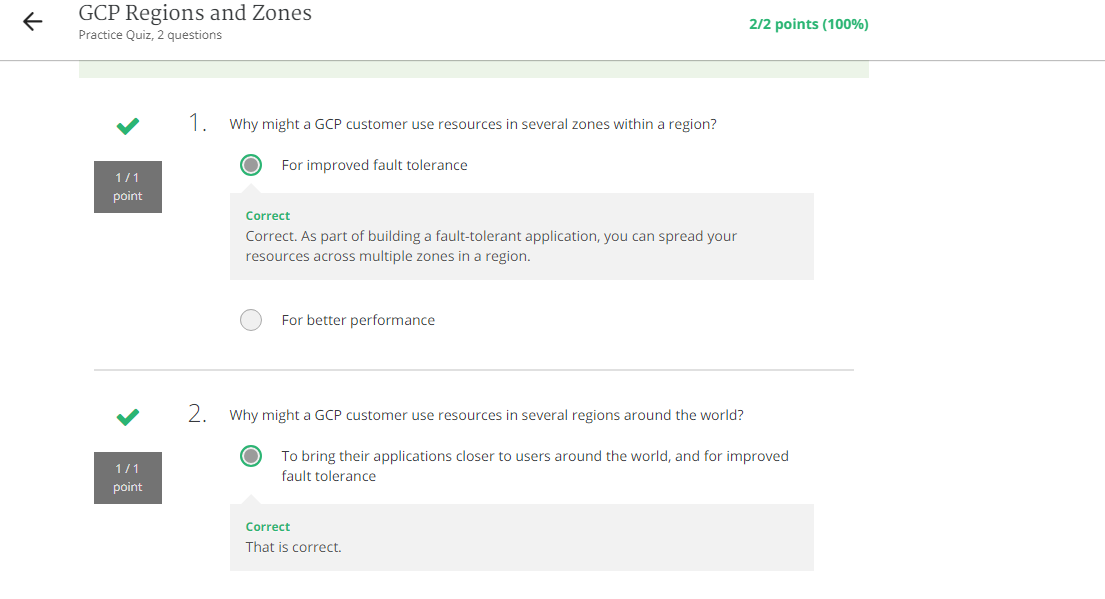 GCP Regions and Zones
Practice Quiz, 2 questions
2/2 points (100%)
1.
Why might a GCP customer use resources in several zones within a region?
1 / 1
point
For improved fault tolerance
Correct
Correct. As part of building a fault-tolerant application, you can spread your
resources across multiple zones in a region.
For better performance
2.
Why might a GCP customer use resources in several regions around the world?
1 / 1
point
To bring their applications closer to users around the world, and for improved
fault tolerance
Correct
That is correct.